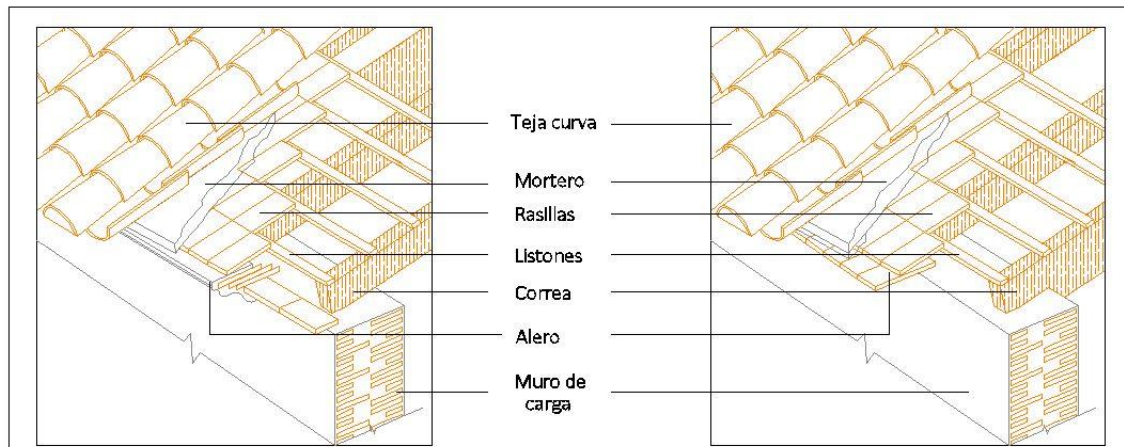 Teja curva
Mortero
Rasillas
Listones
Correa
Alero
Muro de
carga